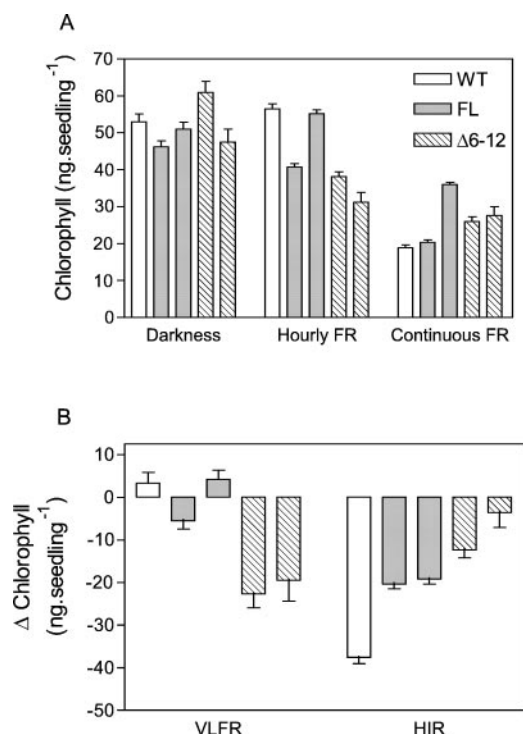 A
Chlorophyll (ng.seedling⁻¹)
70
60
50
40
30
20
10
0
WT
FL
Δ6-12
Darkness Hourly FR Continuous FR
B
Δ Chlorophyll
(ng.seedling⁻¹)
10
0
-10
-20
-30
-40
-50
VLFR HIR